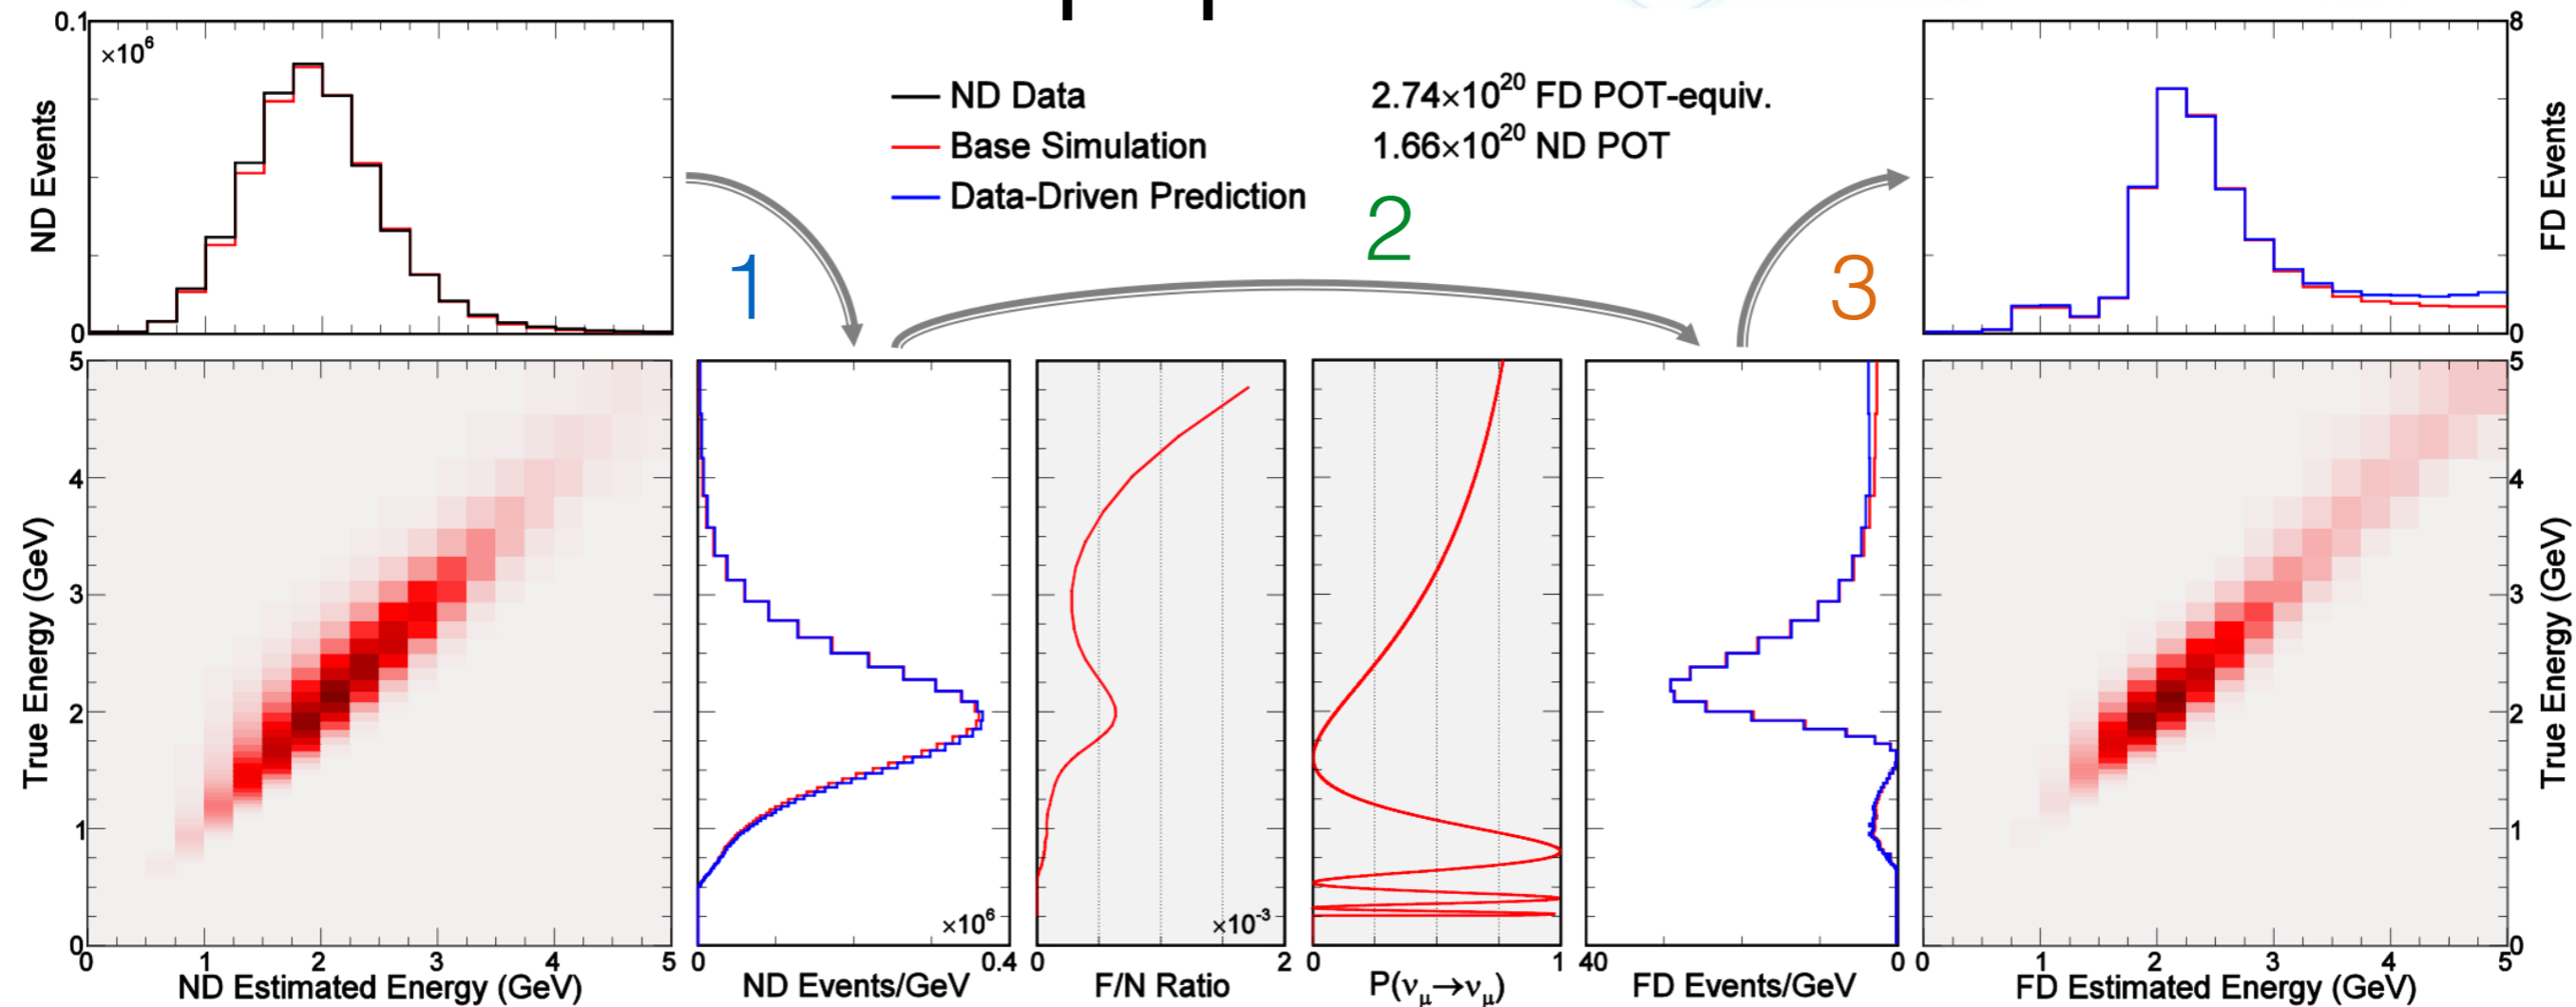 0.1
×10⁶
0
ND Events
ND Data
Base Simulation
Data-Driven Prediction
2.74×10²⁰ FD POT-equiv.
1.66×10²⁰ ND POT
1
2
3
8
0
FD Events
5
4
3
2
1
0
True Energy (GeV)
0 1 2 3 4 5
ND Estimated Energy (GeV)
×10⁶
0 0.4
ND Events/GeV
×10⁻³
0 2
F/N Ratio
0 1
P(νμ→νμ)
40 0
FD Events/GeV
0 1 2 3 4 5
FD Estimated Energy (GeV)
5
4
3
2
1
0
True Energy (GeV)